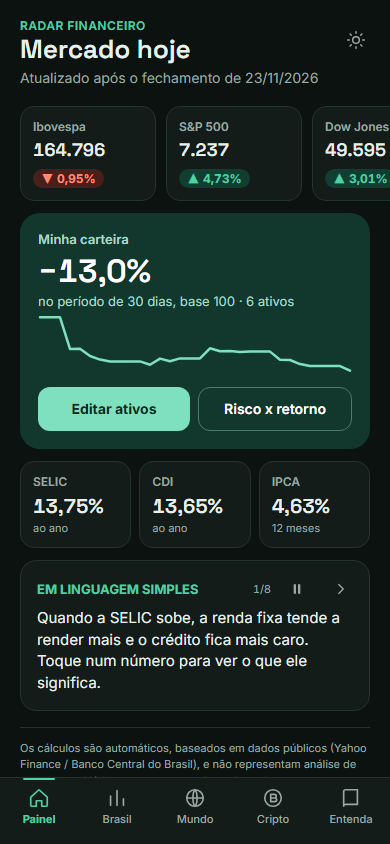 RADAR FINANCEIRO
Mercado hoje
Atualizado após o fechamento de 23/11/2026
Ibovespa
164.796
▼ 0,95%
S&P 500
7.237
▲ 4,73%
Dow Jones
49.595
▲ 3,01%
Minha carteira
−13,0%
no período de 30 dias, base 100 · 6 ativos
Editar ativos
Risco x retorno
SELIC
13,75%
ao ano
CDI
13,65%
ao ano
IPCA
4,63%
12 meses
EM LINGUAGEM SIMPLES
1/8
Quando a SELIC sobe, a renda fixa tende a
render mais e o crédito fica mais caro.
Toque num número para ver o que ele
significa.
Os cálculos são automáticos, baseados em dados públicos (Yahoo
Finance / Banco Central do Brasil), e não representam análise de
Painel
Brasil
Mundo
Cripto
Entenda